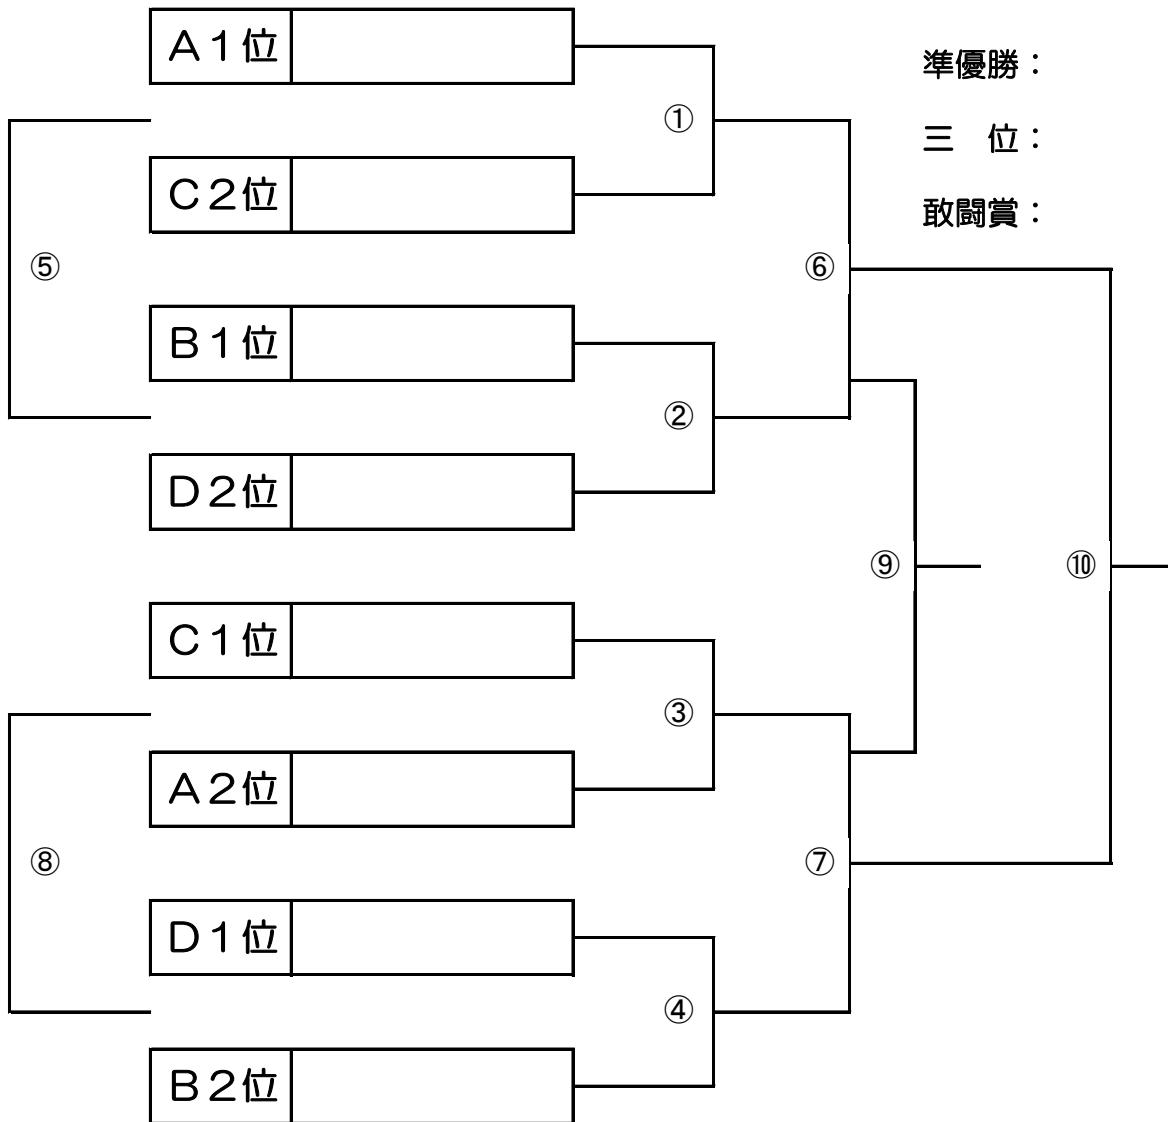 A1位
準優勝：
①
三　位：
C2位
敢闘賞：
⑤
⑥
B1位
②
D2位
⑨
⑩
C1位
③
A2位
⑧
⑦
D1位
④
B2位